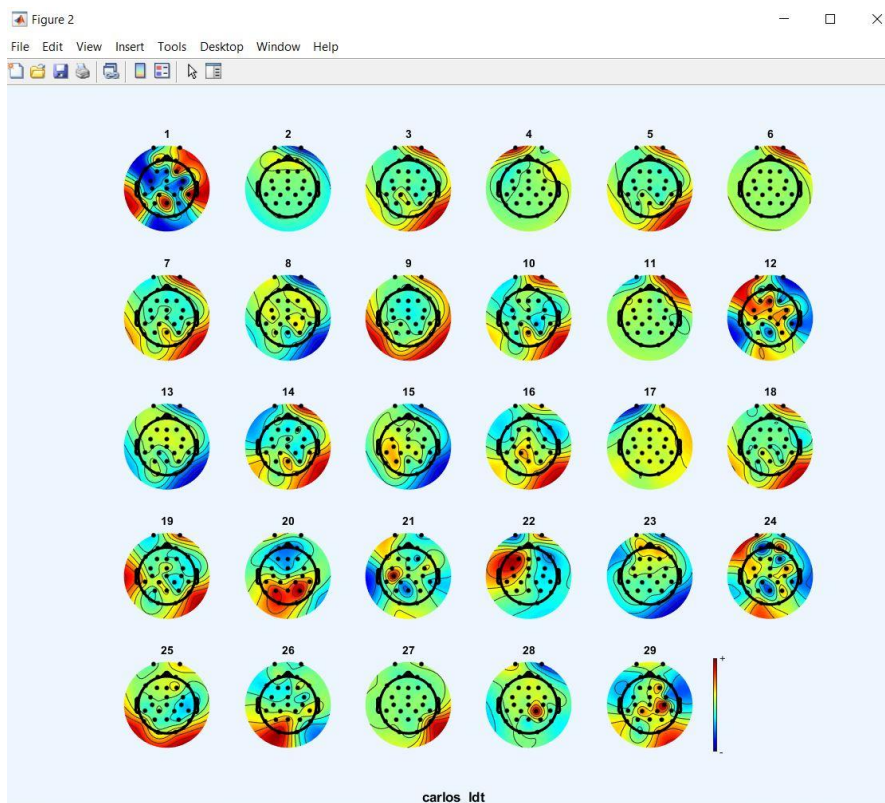 Figure 2
File Edit View Insert Tools Desktop Window Help
1 2 3 4 5 6
7 8 9 10 11 12
13 14 15 16 17 18
19 20 21 22 23 24
25 26 27 28 29
+
-
carlos ldt